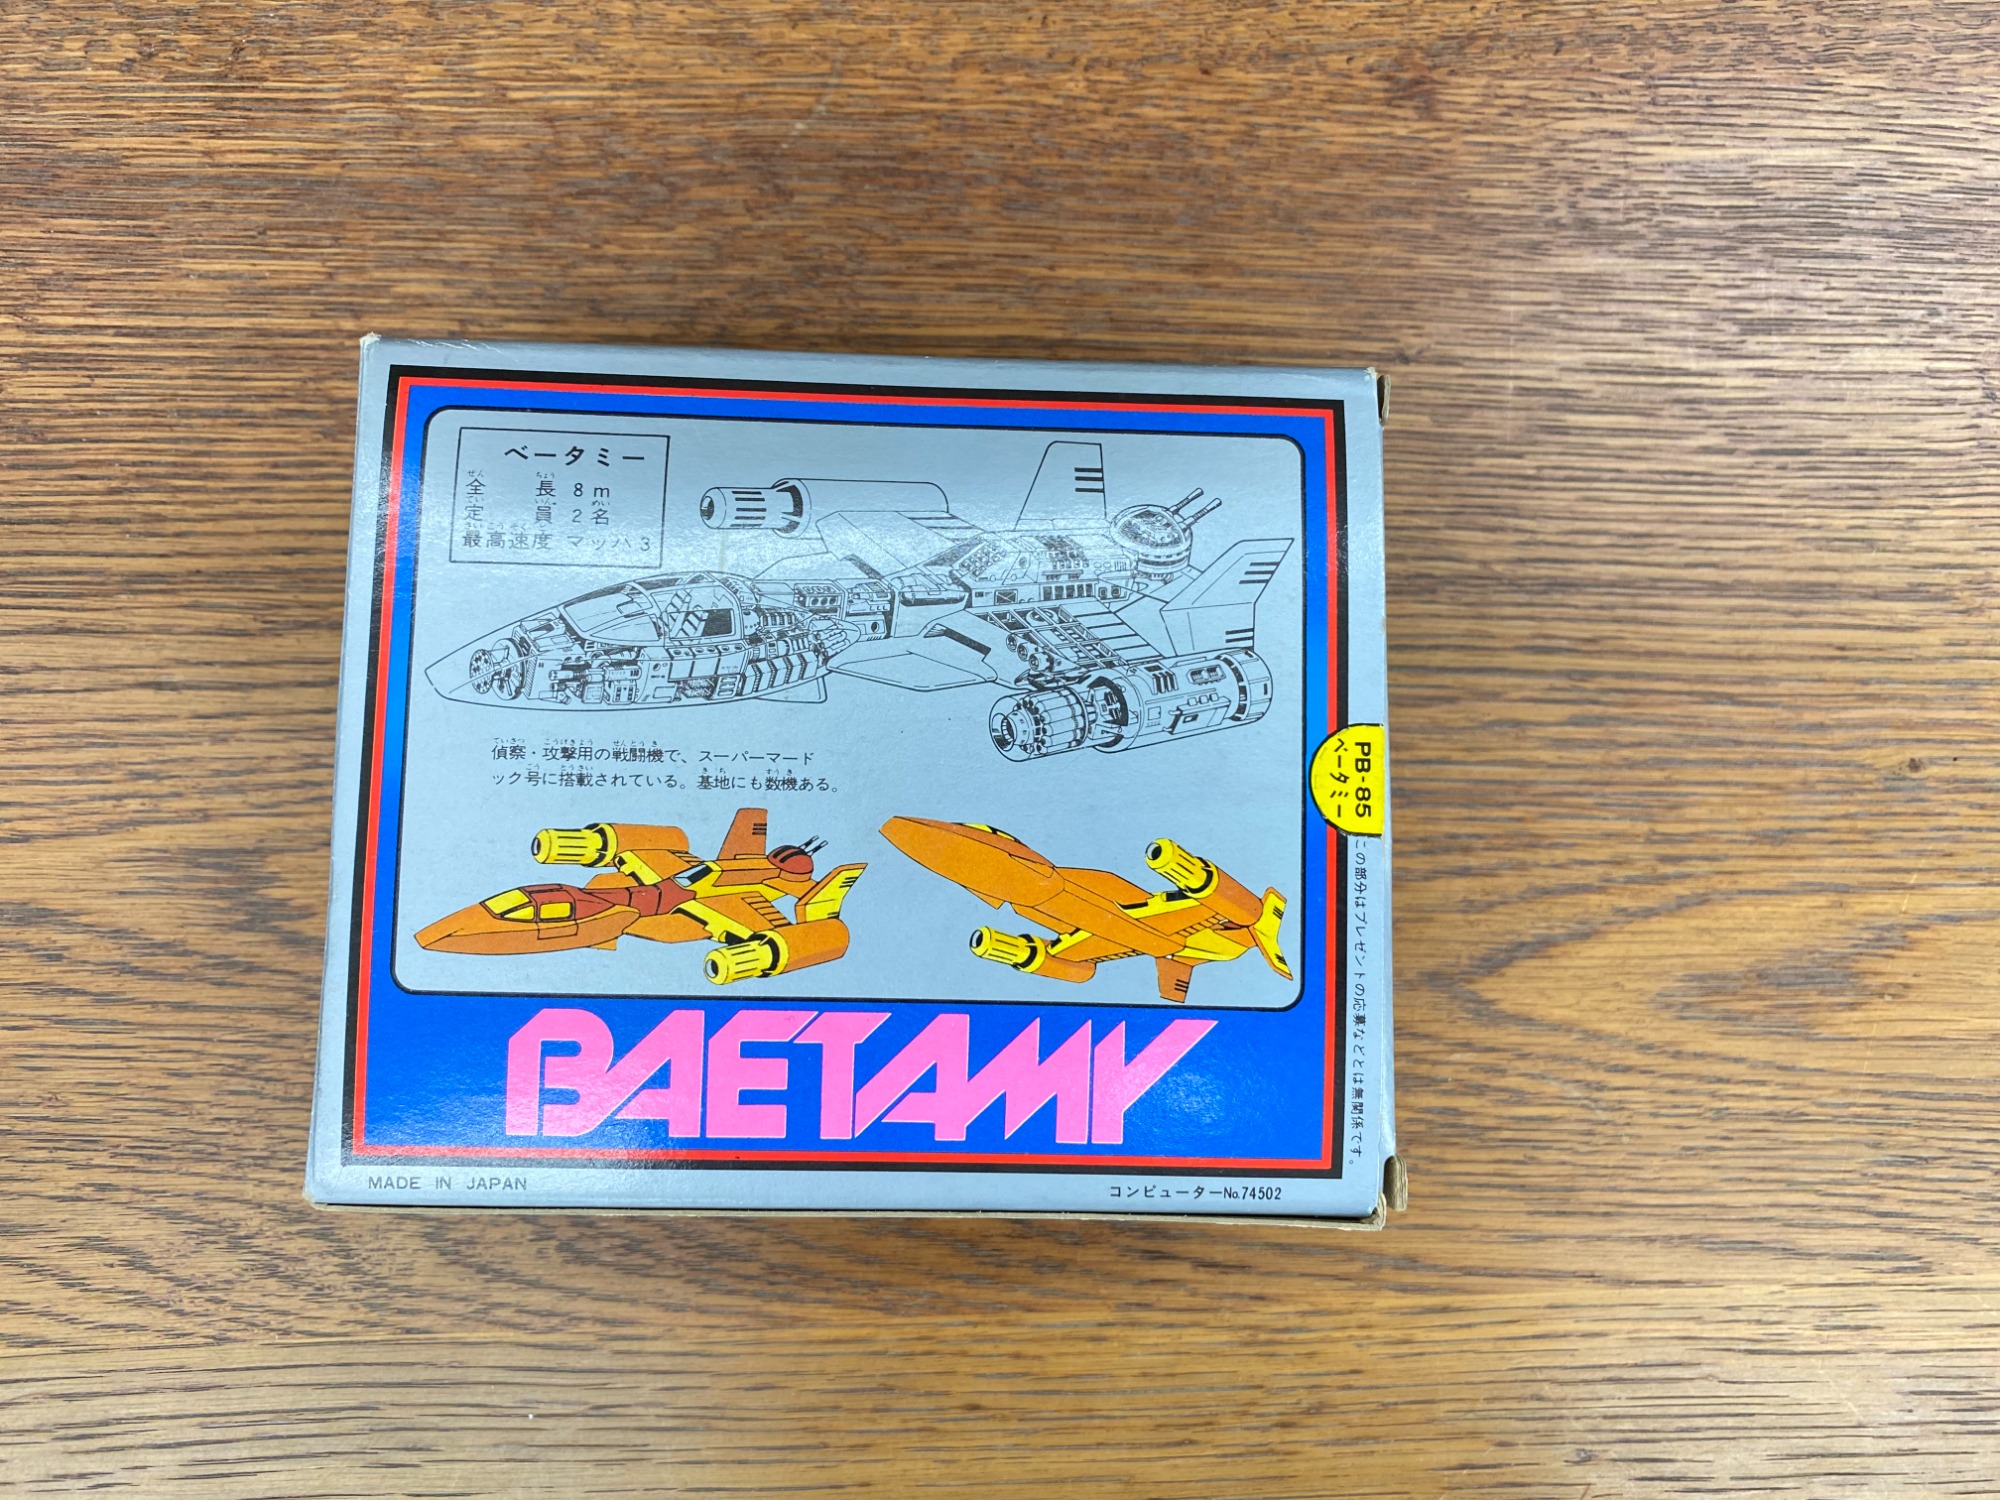 ベータミー
全長 8m
定員 2名
最高速度 マッハ3
偵察・攻撃用の戦闘機で、スーパーマード
ック号に搭載されている。基地にも数機ある。
PB-85
ベータミー
この部分はプレゼントの応募などとは無関係です。
BAETAMY
MADE IN JAPAN
コンピューターNo.74502